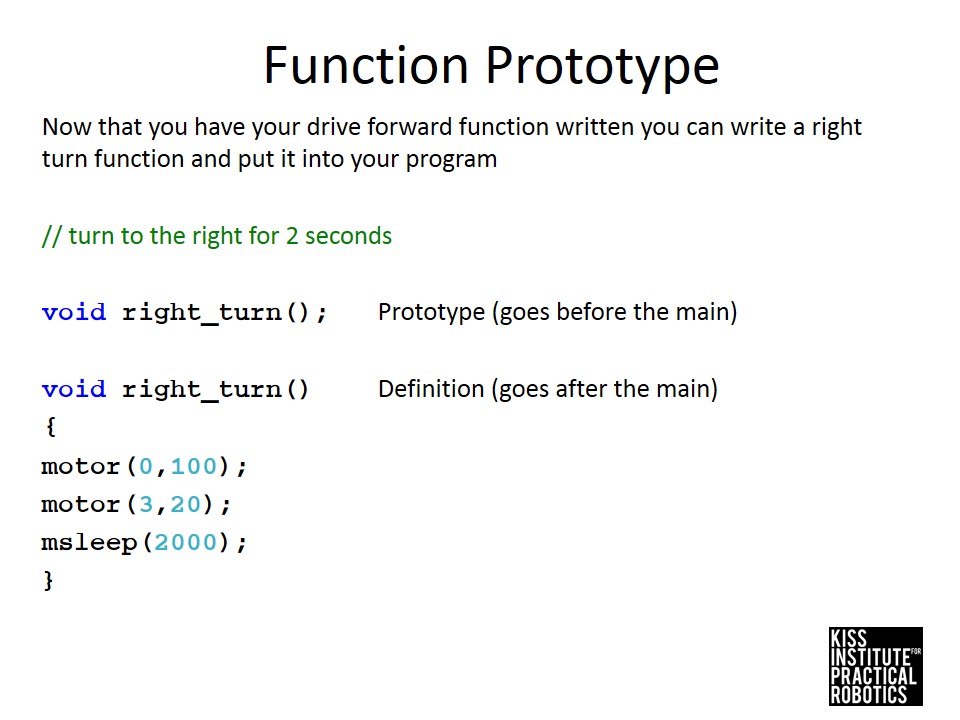 Function Prototype
Now that you have your drive forward function written you can write a right
turn function and put it into your program
// turn to the right for 2 seconds
void right_turn(); Prototype (goes before the main)
void right_turn() Definition (goes after the main)
{
motor(0,100);
motor(3,20);
msleep(2000);
}
KISS
INSTITUTE FOR
PRACTICAL
ROBOTICS